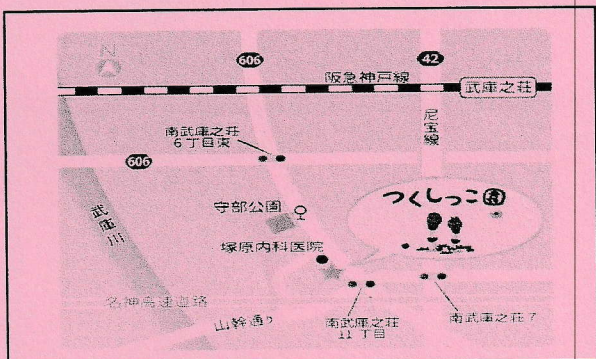 N
606
42
阪急神戸線
武庫之荘
尼宝線
南武庫之荘
6丁目東
606
武庫川
守部公園
つくしっこ園
塚原内科医院
名神高速道路
山幹通り
南武庫之荘
11丁目
南武庫之荘7